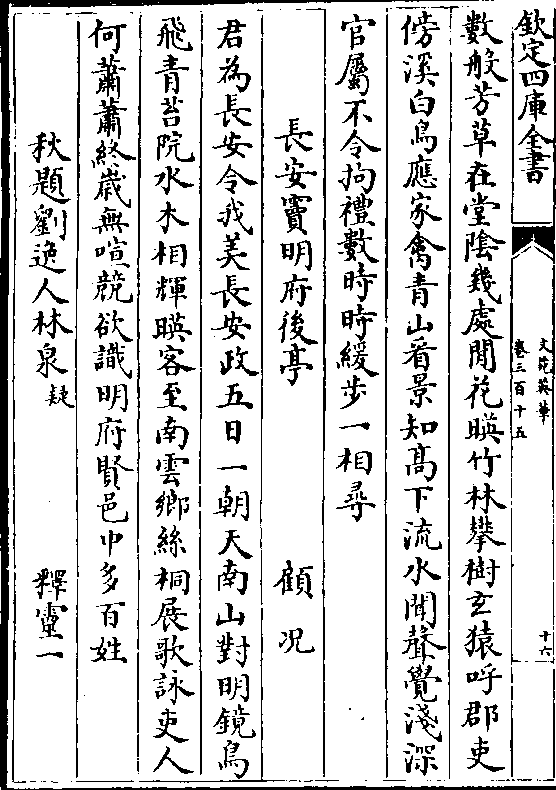 欽定四庫全書
文苑英華
卷三百十五
十六
數般芳草在堂陰幾處閒花暎竹林攀樹玄猿呼郡吏
傍溪白鳥應家禽青山看景知髙下流水聞聲覺淺深
官屬不令拘禮數時時緩步一相尋
長安竇明府後亭 顧况
君為長安令我美長安政五日一朝天南山對明鏡鳥
飛青苔院水木相輝暎客至南雲鄉絲桐展歌詠吏人
何蕭蕭終歲無喧競欲識明府賢邑中多百姓
秋題劉逸人林泉疑 釋靈一